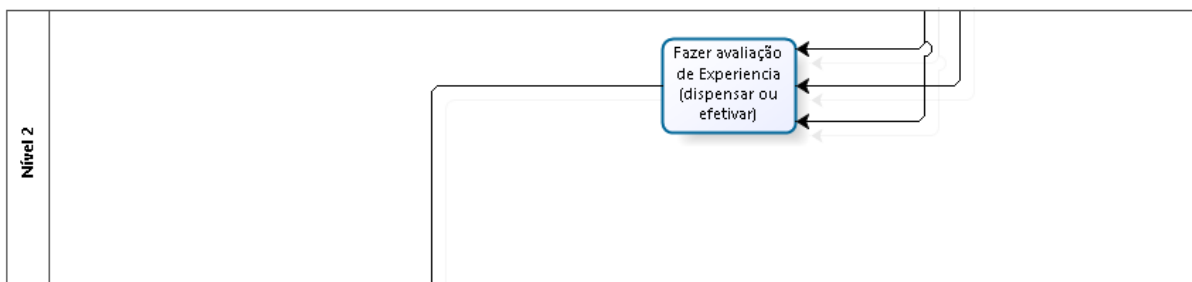 Nível 2
Fazer avaliação
de Experiencia
(dispensar ou
efetivar)